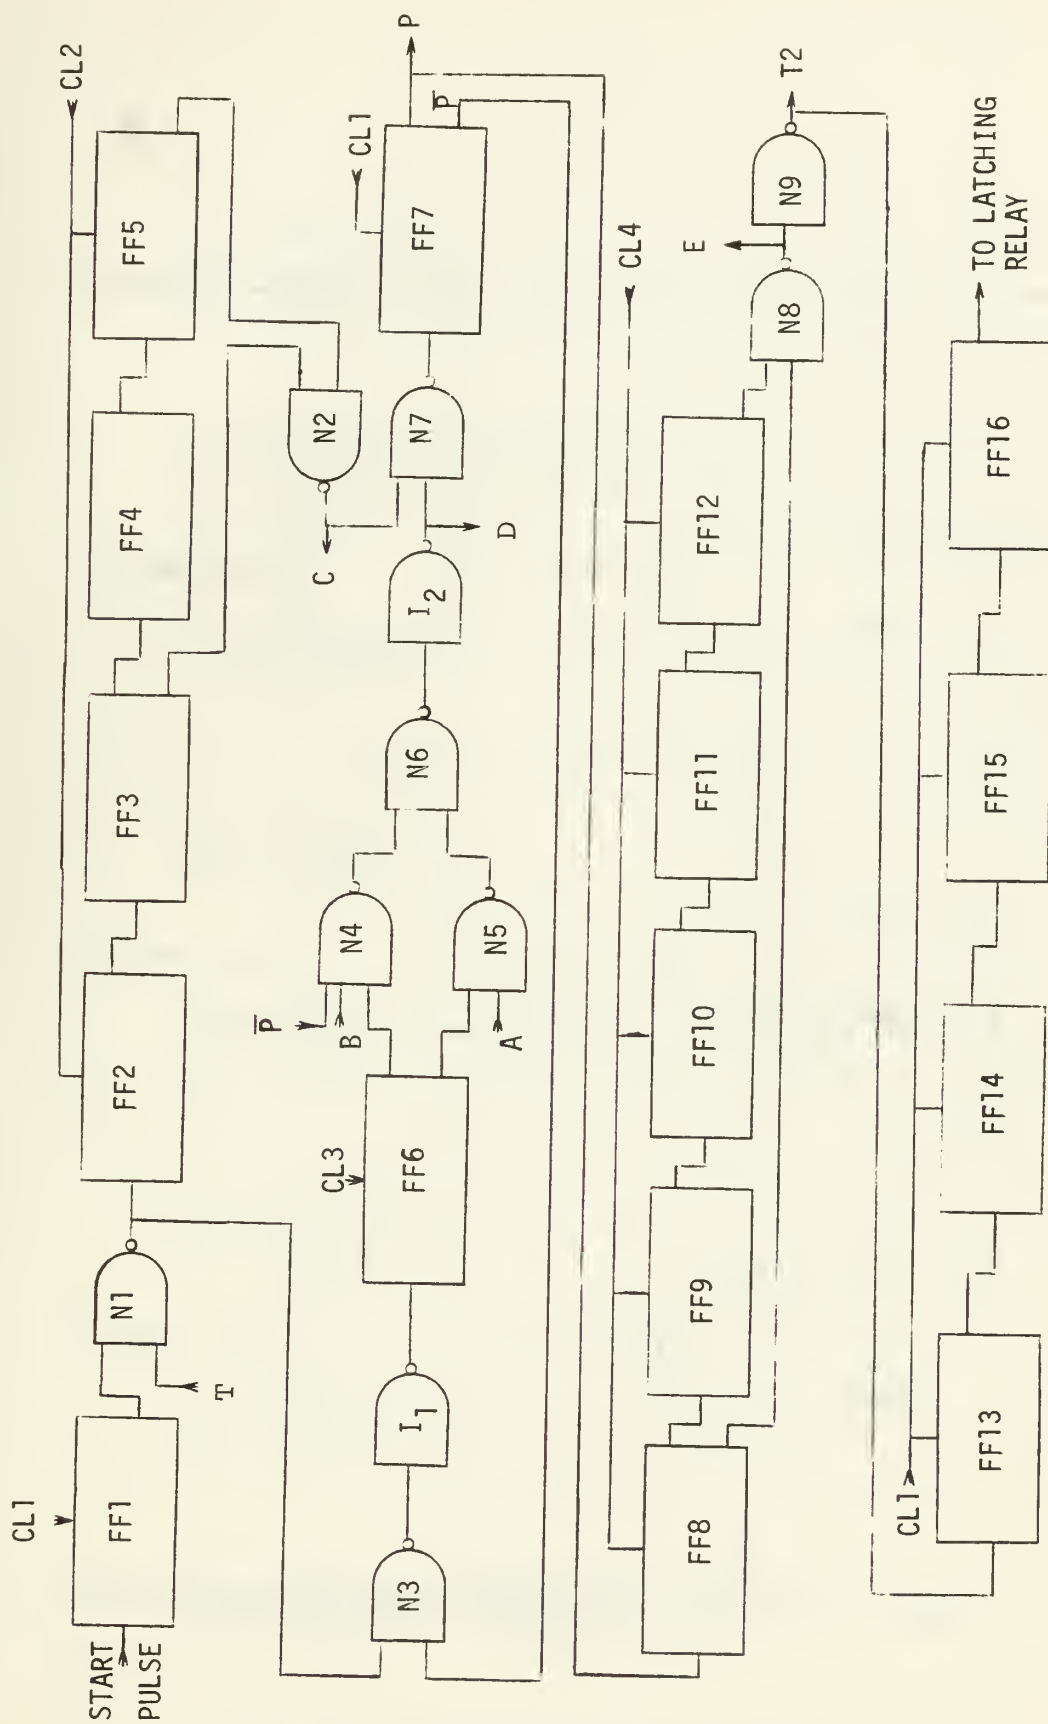 CL1
START
PULSE
FF1
T
N1
FF2
FF3
FF4
FF5
CL2
N3
I1
CL3
FF6
P̅
B
A
N4
N5
N6
I2
C
D
N2
N7
CL1
FF7
P
P̅
FF8
FF9
FF10
FF11
FF12
CL4
N8
E
N9
T2
CL1
FF13
FF14
FF15
FF16
TO LATCHING
RELAY